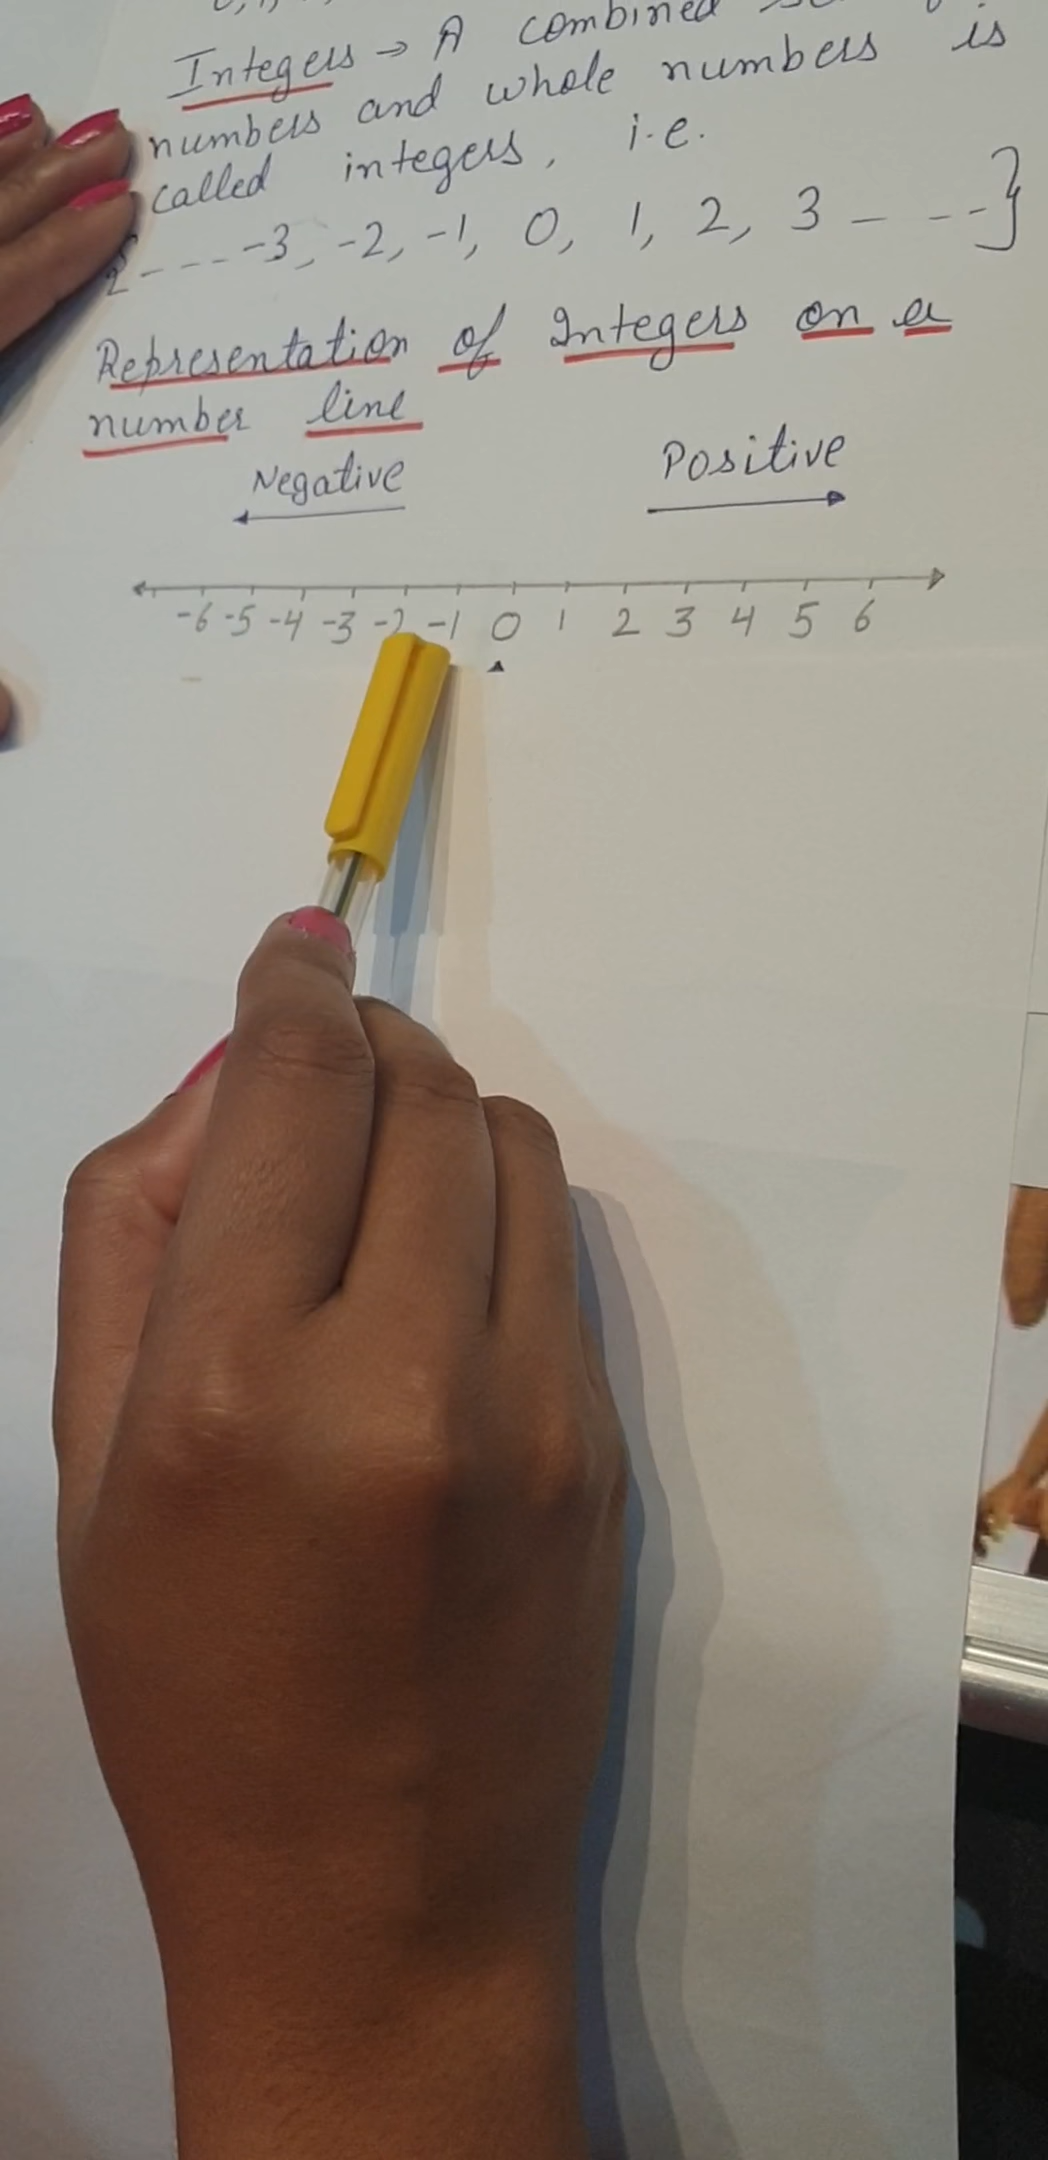 Integers → A combined
numbers and whole numbers is
called integers, i.e.
{---- -3, -2, -1, 0, 1, 2, 3 - - --}
Representation of Integers on a
number line
Negative Positive
-6 -5 -4 -3 -2 -1 0 1 2 3 4 5 6